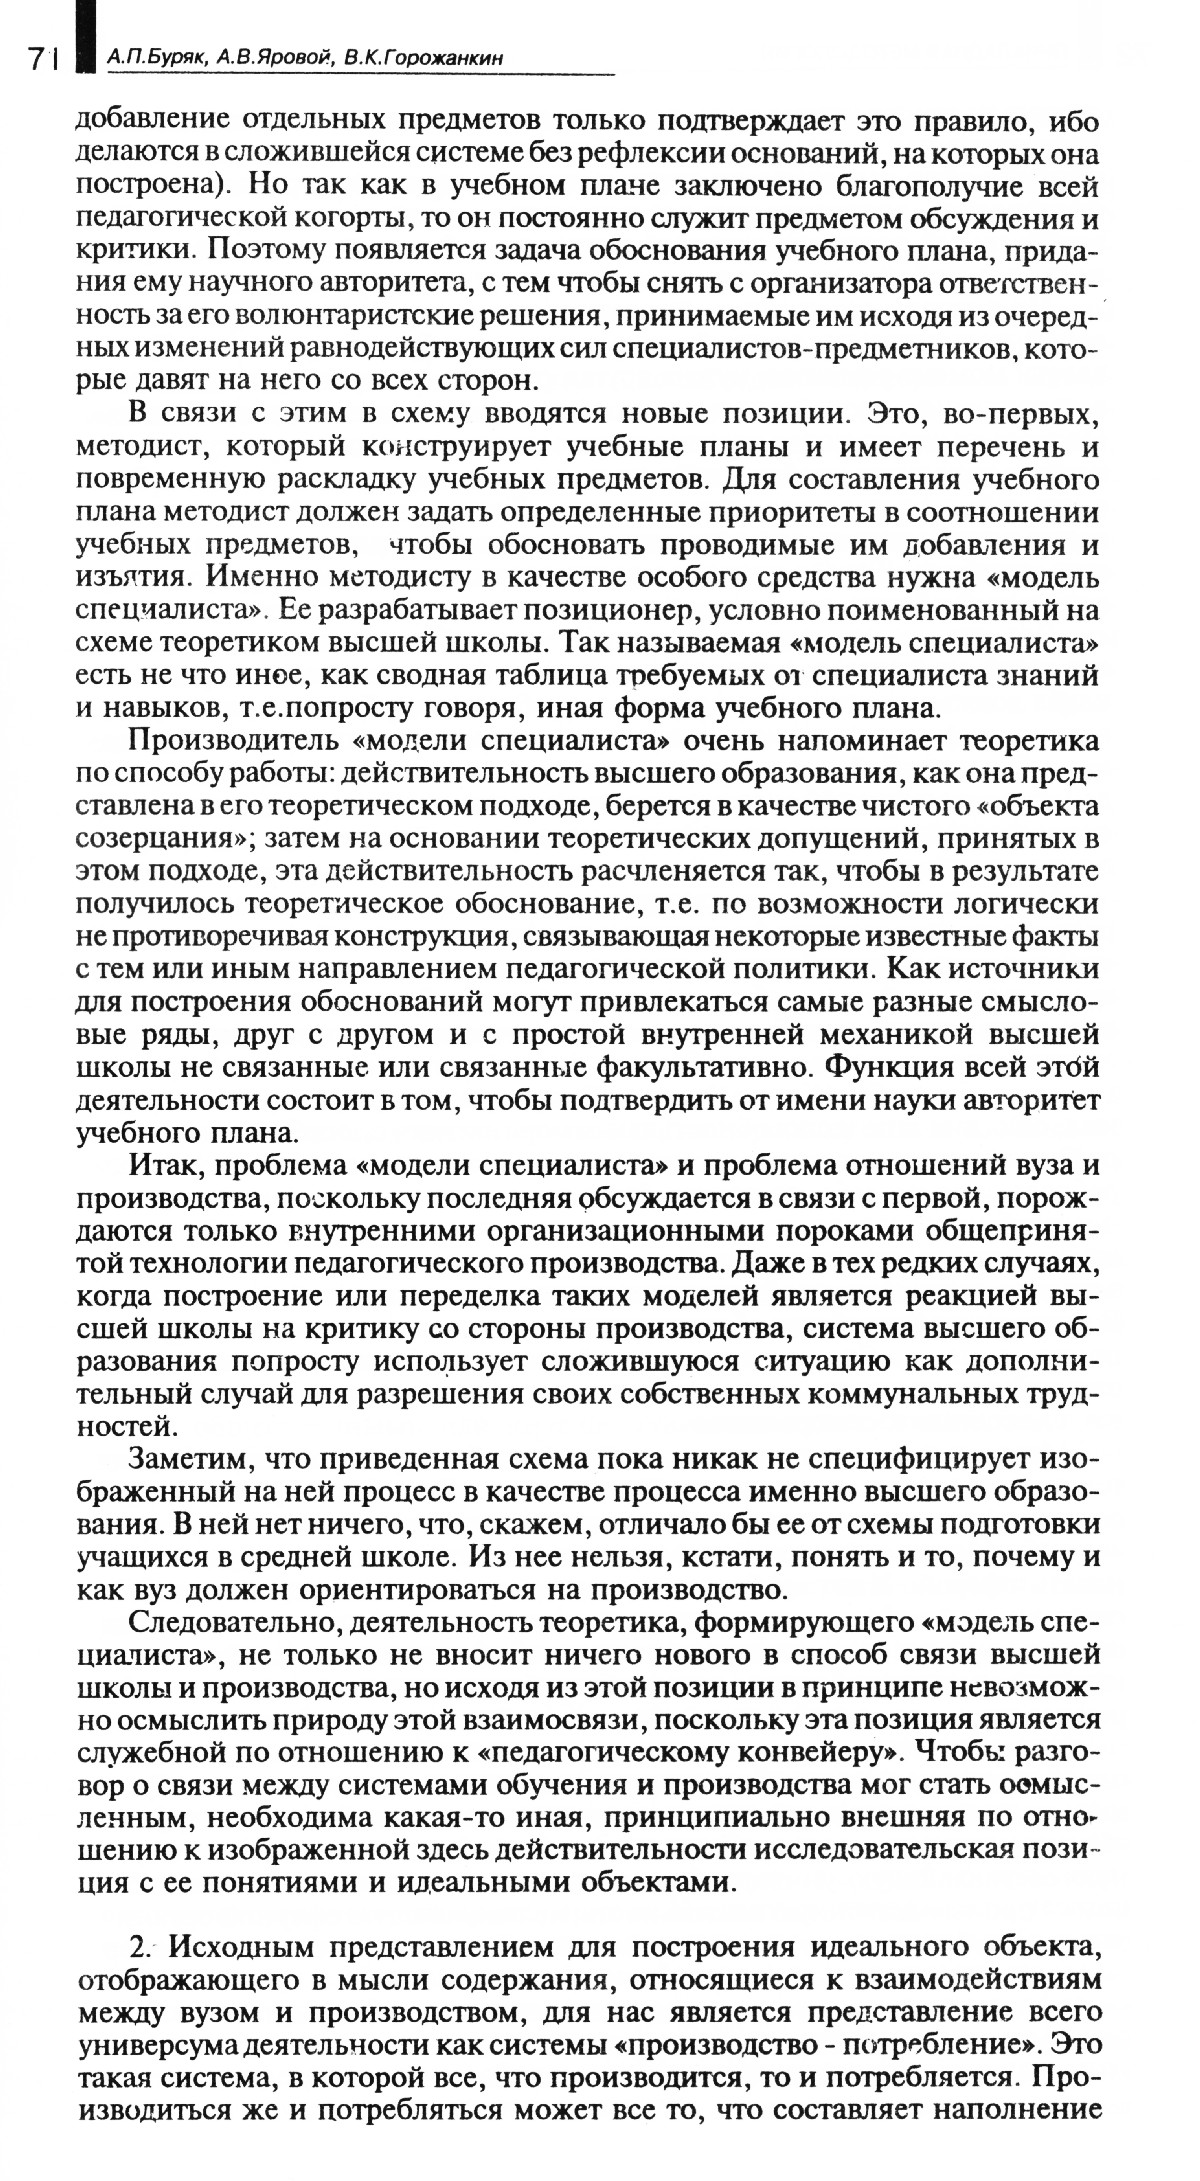 71
А.П.Буряк, А.В.Яровой, В.К.Горожанкин
добавление отдельных предметов только подтверждает это правило, ибо
делаются в сложившейся системе без рефлексии оснований, на которых она
построена). Но так как в учебном плане заключено благополучие всей
педагогической когорты, то он постоянно служит предметом обсуждения и
критики. Поэтому появляется задача обоснования учебного плана, прида-
ния ему научного авторитета, с тем чтобы снять с организатора ответствен-
ность за его волюнтаристские решения, принимаемые им исходя из очеред-
ных изменений равнодействующих сил специалистов-предметников, кото-
рые давят на него со всех сторон.
В связи с этим в схему вводятся новые позиции. Это, во-первых,
методист, который конструирует учебные планы и имеет перечень и
повременную раскладку учебных предметов. Для составления учебного
плана методист должен задать определенные приоритеты в соотношении
учебных предметов, чтобы обосновать проводимые им добавления и
изъятия. Именно методисту в качестве особого средства нужна «модель
специалиста». Ее разрабатывает позиционер, условно поименованный на
схеме теоретиком высшей школы. Так называемая «модель специалиста»
есть не что иное, как сводная таблица требуемых от специалиста знаний
и навыков, т.е.попросту говоря, иная форма учебного плана.
Производитель «модели специалиста» очень напоминает теоретика
по способу работы: действительность высшего образования, как она пред-
ставлена в его теоретическом подходе, берется в качестве чистого «объекта
созерцания»; затем на основании теоретических допущений, принятых в
этом подходе, эта действительность расчленяется так, чтобы в результате
получилось теоретическое обоснование, т.е. по возможности логически
не противоречивая конструкция, связывающая некоторые известные факты
с тем или иным направлением педагогической политики. Как источники
для построения обоснований могут привлекаться самые разные смысло-
вые ряды, друг с другом и с простой внутренней механикой высшей
школы не связанные или связанные факультативно. Функция всей этой
деятельности состоит в том, чтобы подтвердить от имени науки авторитет
учебного плана.
Итак, проблема «модели специалиста» и проблема отношений вуза и
производства, поскольку последняя обсуждается в связи с первой, порож-
даются только внутренними организационными пороками общеприня-
той технологии педагогического производства. Даже в тех редких случаях,
когда построение или переделка таких моделей является реакцией вы-
сшей школы на критику со стороны производства, система высшего об-
разования попросту использует сложившуюся ситуацию как дополни-
тельный случай для разрешения своих собственных коммунальных труд-
ностей.
Заметим, что приведенная схема пока никак не специфицирует изо-
браженный на ней процесс в качестве процесса именно высшего образо-
вания. В ней нет ничего, что, скажем, отличало бы ее от схемы подготовки
учащихся в средней школе. Из нее нельзя, кстати, понять и то, почему и
как вуз должен ориентироваться на производство.
Следовательно, деятельность теоретика, формирующего «модель спе-
циалиста», не только не вносит ничего нового в способ связи высшей
школы и производства, но исходя из этой позиции в принципе невозмож-
но осмыслить природу этой взаимосвязи, поскольку эта позиция является
служебной по отношению к «педагогическому конвейеру». Чтобы разго-
вор о связи между системами обучения и производства мог стать осмыс-
ленным, необходима какая-то иная, принципиально внешняя по отно-
шению к изображенной здесь действительности исследовательская пози-
ция с ее понятиями и идеальными объектами.
2. Исходным представлением для построения идеального объекта,
отображающего в мысли содержания, относящиеся к взаимодействиям
между вузом и производством, для нас является представление всего
универсума деятельности как системы «производство - потребление». Это
такая система, в которой все, что производится, то и потребляется. Про-
изводиться же и потребляться может все то, что составляет наполнение